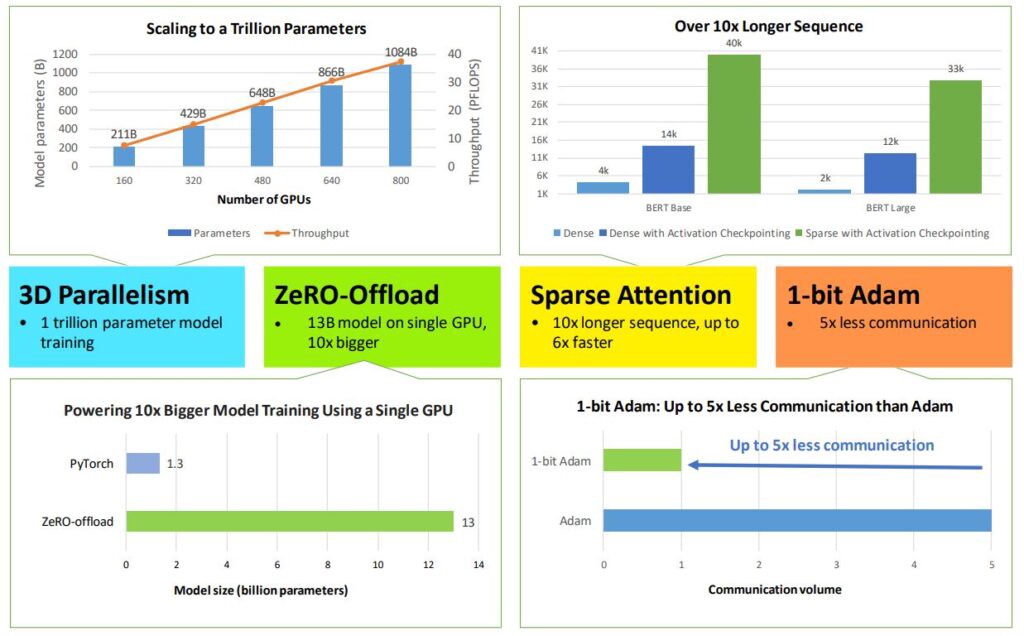 Scaling to a Trillion Parameters
Model parameters (B)
1200
1000
800
600
400
200
0
211B
429B
648B
866B
1084B
40
30
20
10
0
Throughput (PFLOPS)
160
320
480
640
800
Number of GPUs
Parameters
Throughput
Over 10x Longer Sequence
41K
36K
31K
26K
21K
16K
11K
6K
1K
4k
14k
40k
2k
12k
33k
BERT Base
BERT Large
Dense
Dense with Activation Checkpointing
Sparse with Activation Checkpointing
3D Parallelism
• 1 trillion parameter model
training
ZeRO-Offload
• 13B model on single GPU,
10x bigger
Sparse Attention
• 10x longer sequence, up to
6x faster
1-bit Adam
• 5x less communication
Powering 10x Bigger Model Training Using a Single GPU
PyTorch
1.3
ZeRO-offload
13
0
2
4
6
8
10
12
14
Model size (billion parameters)
1-bit Adam: Up to 5x Less Communication than Adam
1-bit Adam
Up to 5x less communication
Adam
0
1
2
3
4
5
Communication volume